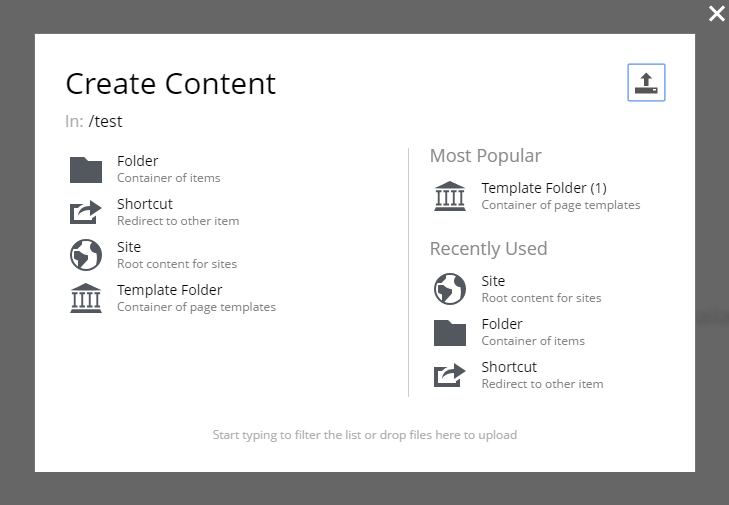 Create Content
In: /test
Folder
Container of items
Shortcut
Redirect to other item
Site
Root content for sites
Template Folder
Container of page templates
Most Popular
Template Folder (1)
Container of page templates
Recently Used
Site
Root content for sites
Folder
Container of items
Shortcut
Redirect to other item
Start typing to filter the list or drop files here to upload